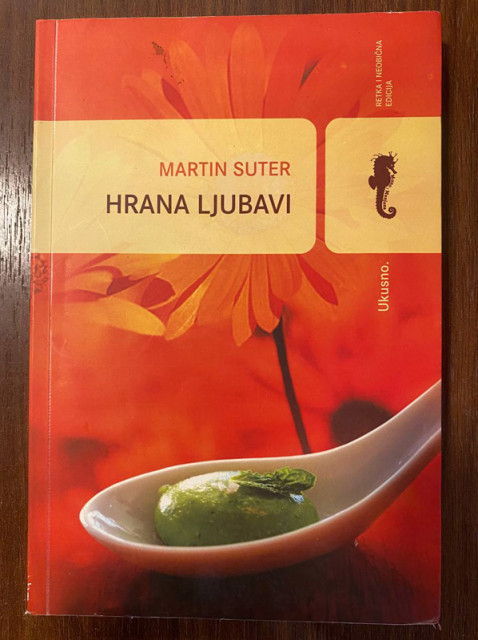 RETKA I NEOBIČNA
EDICIJA
MARTIN SUTER
HRANA LJUBAVI
Ukusno.